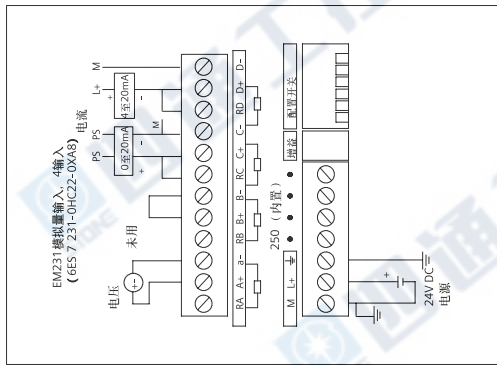 EM231模拟量输入，4输入
(6ES 7 231-0HC22-0XA8)
电压
未用
电流
PS PS L+ M
0至20mA
4至20mA
+ -
+ -
M
RA A+ a- RB B+ B- RC C+ C- RD D+ D-
250（内置）
M L+
增益
配置开关
24V DC
电源